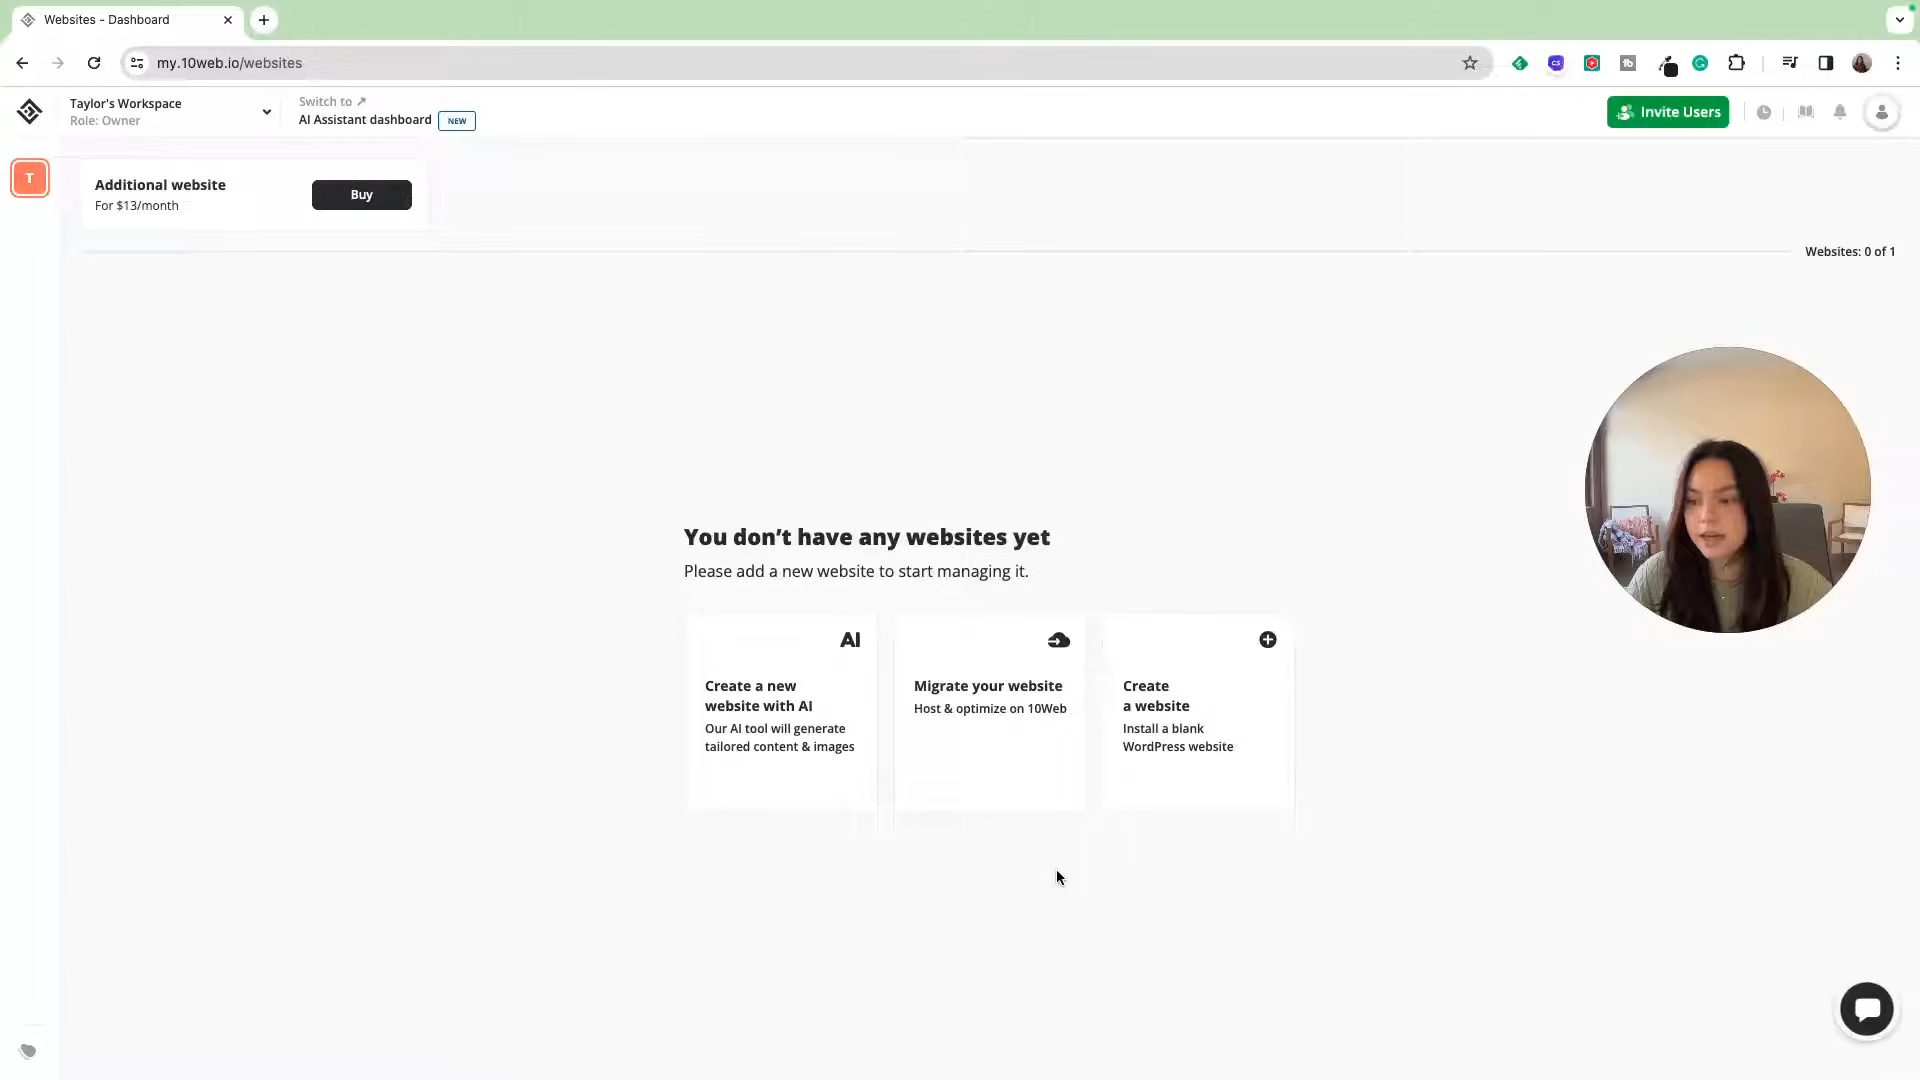 Websites - Dashboard
my.10web.io/websites
Taylor's Workspace
Role: Owner
Switch to ↗
AI Assistant dashboard NEW
Invite Users
T
Additional website
For $13/month
Buy
Websites: 0 of 1
You don’t have any websites yet
Please add a new website to start managing it.
AI
Create a new
website with AI
Our AI tool will generate
tailored content & images
Migrate your website
Host & optimize on 10Web
Create
a website
Install a blank
WordPress website